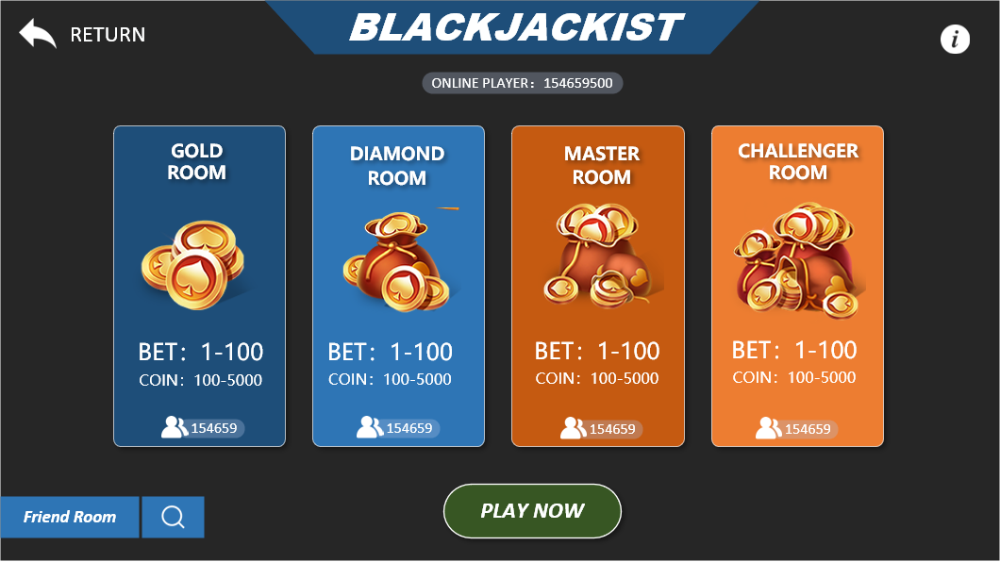 RETURN
BLACKJACKIST
i
ONLINE PLAYER：154659500
GOLD
ROOM
BET：1-100
COIN：100-5000
154659
DIAMOND
ROOM
BET：1-100
COIN：100-5000
154659
MASTER
ROOM
BET：1-100
COIN：100-5000
154659
CHALLENGER
ROOM
BET：1-100
COIN：100-5000
154659
Friend Room
PLAY NOW